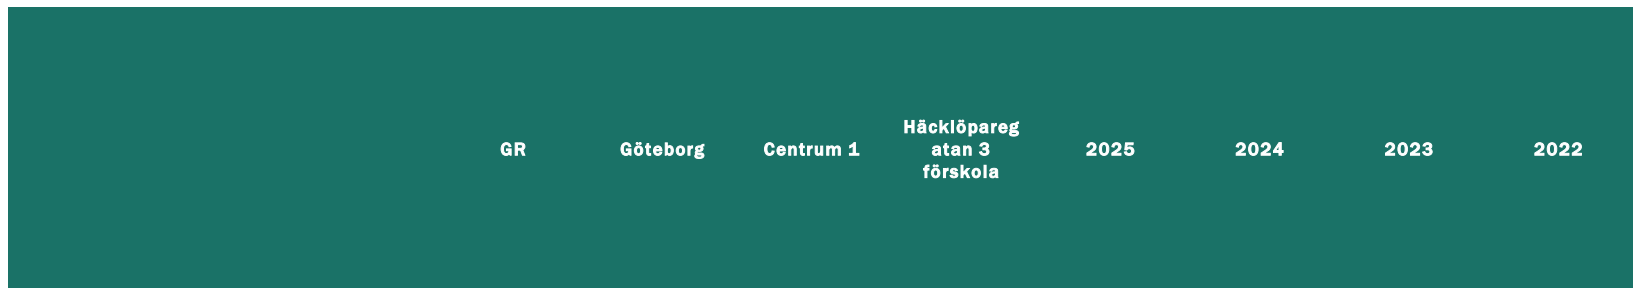 GR
Göteborg
Centrum 1
Häcklöpareg
atan 3
förskola
2025
2024
2023
2022